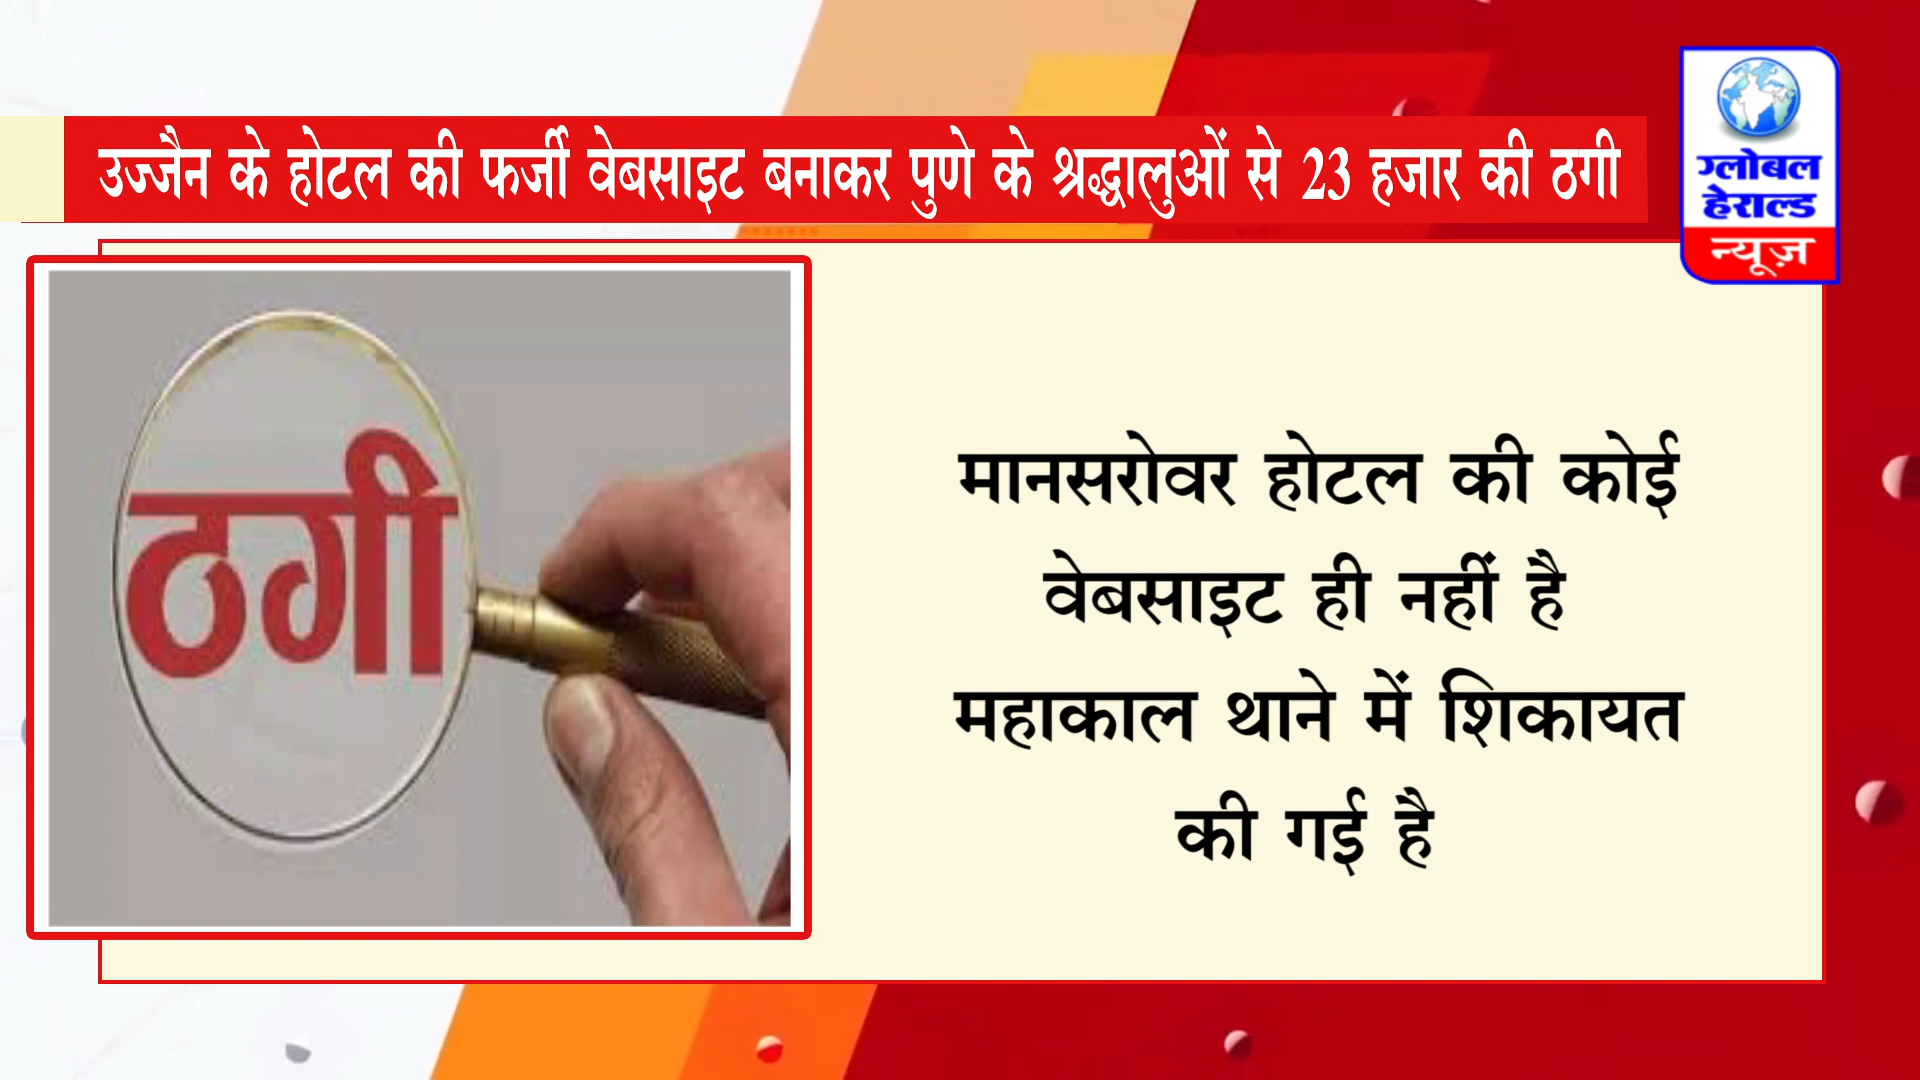 उज्जैन के होटल की फर्जी वेबसाइट बनाकर पुणे के श्रद्धालुओं से 23 हजार की ठगी
ग्लोबल
हेराल्ड
न्यूज़
ठगी
मानसरोवर होटल की कोई
वेबसाइट ही नहीं है
महाकाल थाने में शिकायत
की गई है